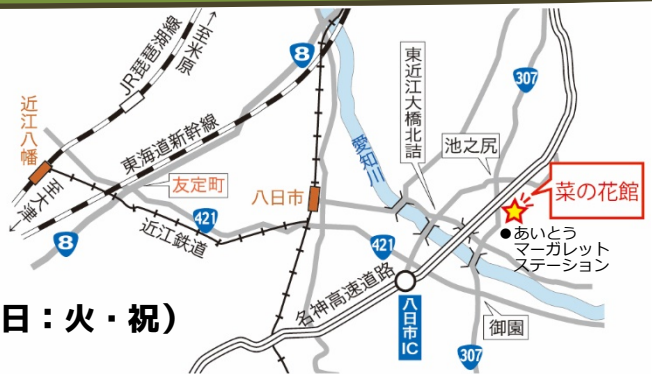 至米原
JR琵琶湖線
8
307
東近江大橋北詰
近江八幡
東海道新幹線
愛知川
池之尻
菜の花館
至大津
友定町
八日市
421
近江鉄道
8
421
あいとう
マーガレット
ステーション
名神高速道路
八日市IC
御園
307
日：火・祝）